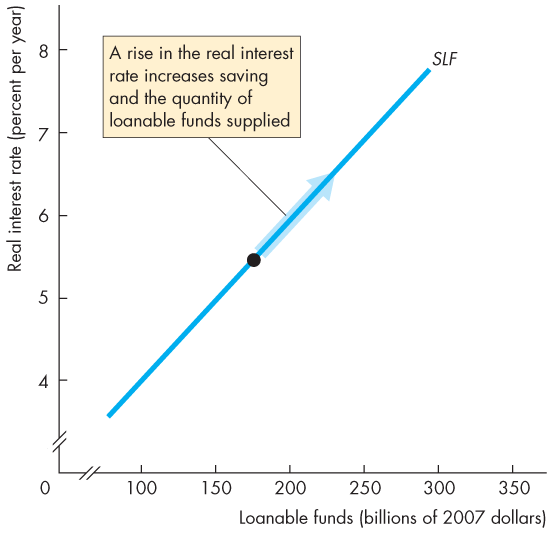 Real interest rate (percent per year)
8
7
6
5
4
0
A rise in the real interest
rate increases saving
and the quantity of
loanable funds supplied
SLF
100
150
200
250
300
350
Loanable funds (billions of 2007 dollars)